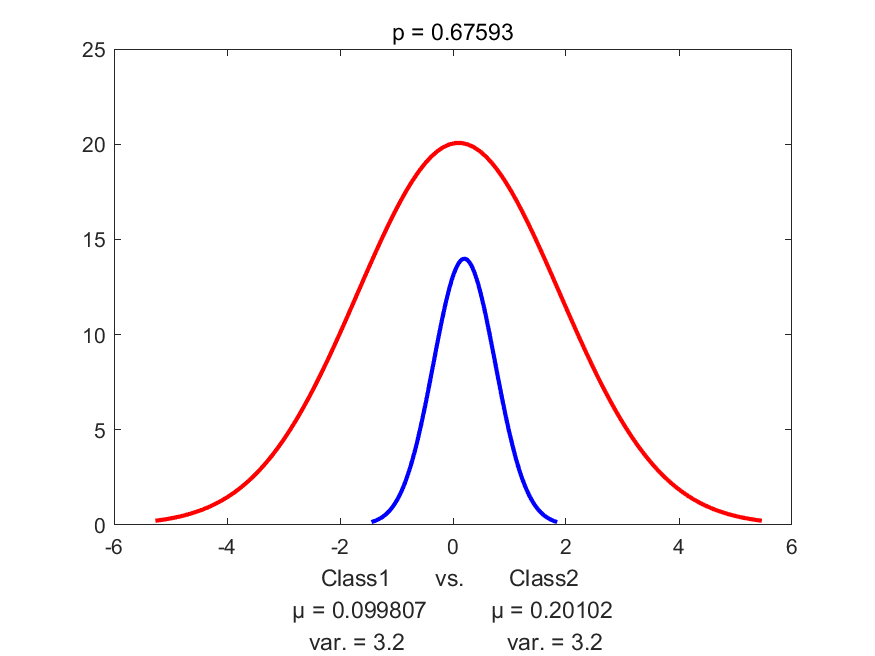 p = 0.67593
25
20
15
10
5
0
-6 -4 -2 0 2 4 6
Class1 vs. Class2
μ = 0.099807 μ = 0.20102
var. = 3.2 var. = 3.2